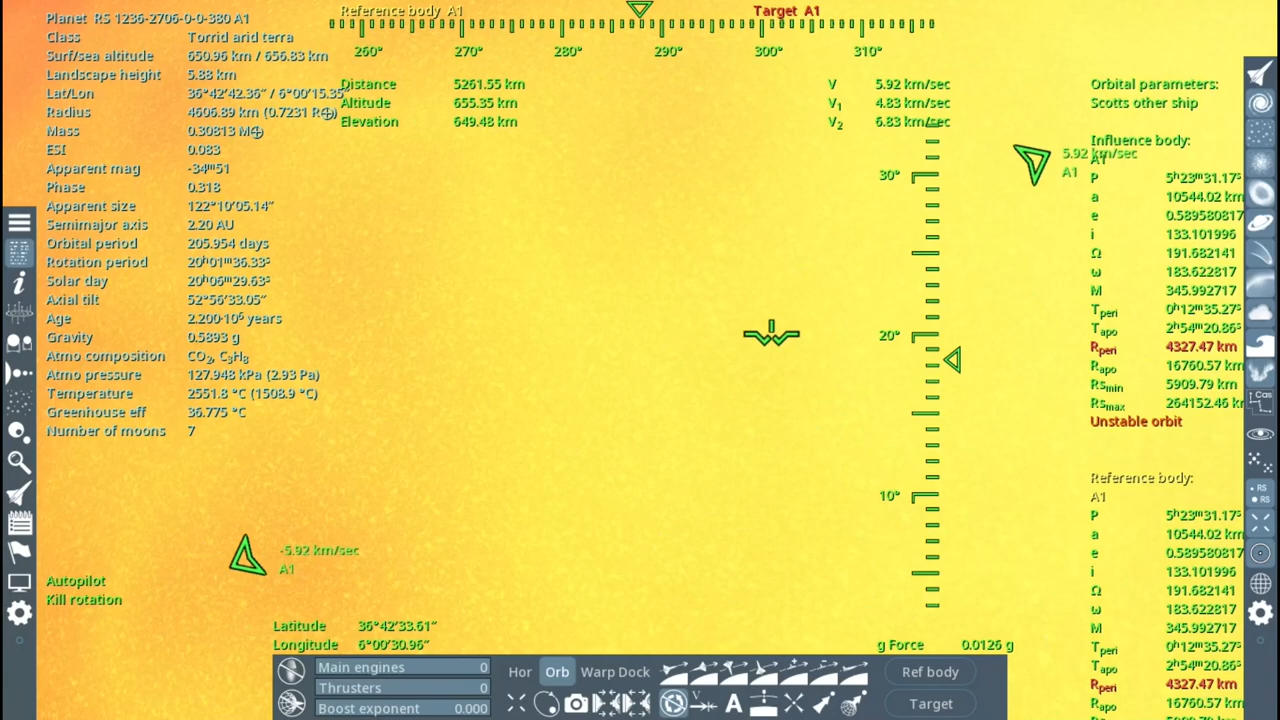 Planet RS 1236-2706-0-0-380 A1
Class Torrid arid terra
Surf/sea altitude 650.96 km / 656.83 km
Landscape height 5.88 km
Lat/Lon 36°42'42.36" / 6°00'15.35"
Radius 4606.89 km (0.7231 R⊕)
Mass 0.30813 M⊕
ESI 0.083
Apparent mag -34ᵐ51
Phase 0.318
Apparent size 122°10'05.14"
Semimajor axis 2.20 AU
Orbital period 205.954 days
Rotation period 20ʰ01ᵐ36.33ˢ
Solar day 20ʰ06ᵐ29.63ˢ
Axial tilt 52°56'33.05"
Age 2.200·10⁶ years
Gravity 0.5893 g
Atmo composition CO₂, C₃H₈
Atmo pressure 127.948 kPa (2.93 Pa)
Temperature 2551.8 °C (1508.9 °C)
Greenhouse eff 36.775 °C
Number of moons 7
Reference body A1
Target A1
260° 270° 280° 290° 300° 310°
Distance 5261.55 km
Altitude 655.35 km
Elevation 649.48 km
V 5.92 km/sec
V₁ 4.83 km/sec
V₂ 6.83 km/sec
30°
20°
10°
5.92 km/sec
A1
-5.92 km/sec
A1
Orbital parameters:
Scotts other ship
Influence body:
A1
P 5ʰ23ᵐ31.17ˢ
a 10544.02 km
e 0.589580817
i 133.101996
Ω 191.682141
ω 183.622817
M 345.992717
Tperi 0ʰ12ᵐ35.27ˢ
Tapo 2ʰ54ᵐ20.86ˢ
Rperi 4327.47 km
Rapo 16760.57 km
Rsmin 5909.79 km
Rsmax 264152.46 km
Unstable orbit
Reference body:
A1
P 5ʰ23ᵐ31.17ˢ
a 10544.02 km
e 0.589580817
i 133.101996
Ω 191.682141
ω 183.622817
M 345.992717
Tperi 0ʰ12ᵐ35.27ˢ
Tapo 2ʰ54ᵐ20.86ˢ
Rperi 4327.47 km
Rapo 16760.57 km
Autopilot
Kill rotation
Latitude 36°42'33.61"
Longitude 6°00'30.96"
g Force 0.0126 g
Main engines 0
Thrusters 0
Boost exponent 0.000
Hor Orb Warp Dock
A
Ref body
Target
Cas
RS
RS